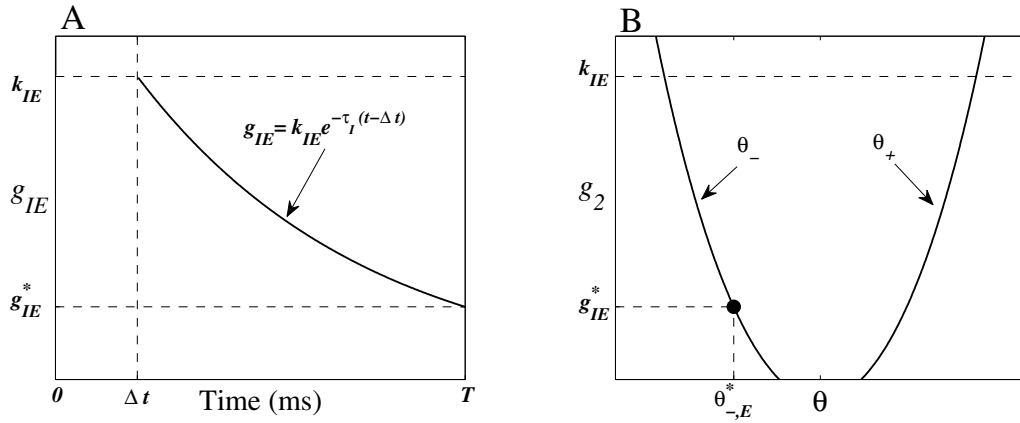 A
k_IE
g_IE = k_IE e^{-τ_I (t-Δt)}
g_IE
g*_IE
0
Δt
Time (ms)
T
B
k_IE
θ_-
θ_+
g_2
g*_IE
θ*_{-,E}
θ